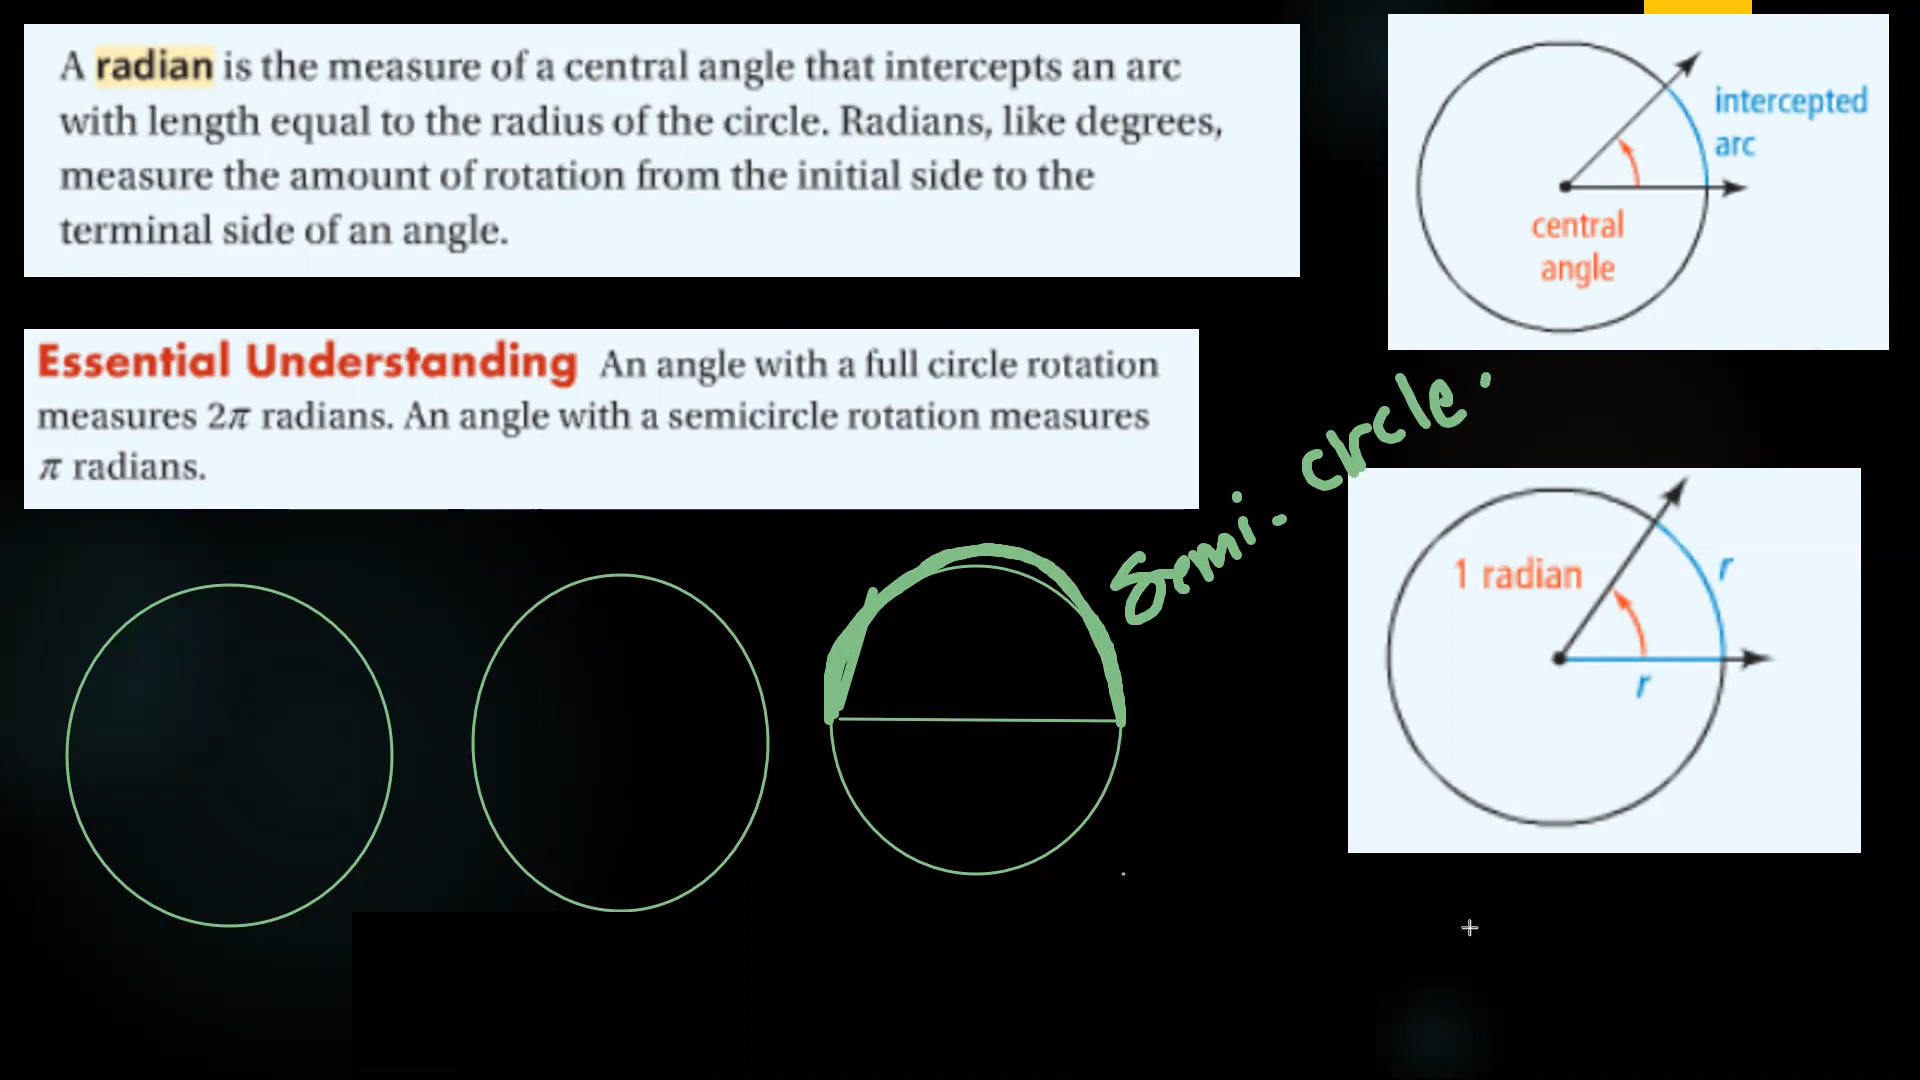 A radian is the measure of a central angle that intercepts an arc
with length equal to the radius of the circle. Radians, like degrees,
measure the amount of rotation from the initial side to the
terminal side of an angle.
intercepted
arc
central
angle
Essential Understanding An angle with a full circle rotation
measures 2π radians. An angle with a semicircle rotation measures
π radians.
Semi-circle.
1 radian
r
r